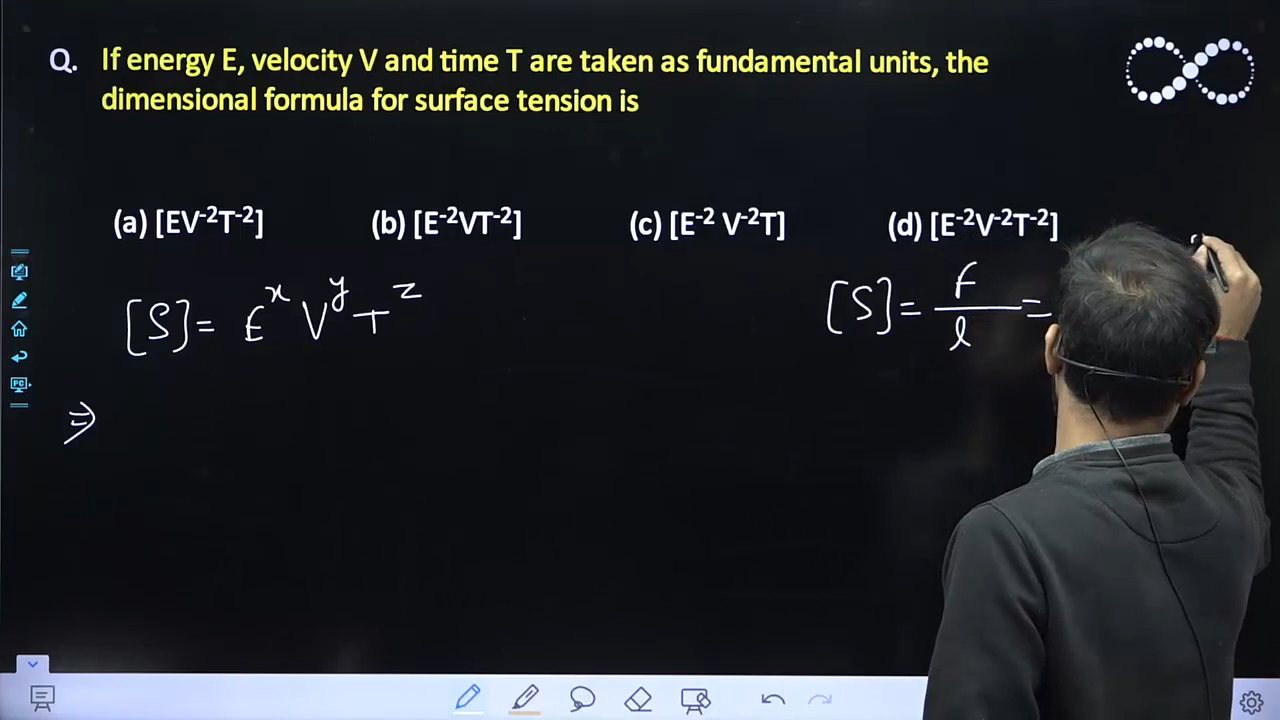 Q. If energy E, velocity V and time T are taken as fundamental units, the
dimensional formula for surface tension is
(a) [EV⁻²T⁻²] (b) [E⁻²VT⁻²] (c) [E⁻² V⁻²T] (d) [E⁻²V⁻²T⁻²]
[S] = E^x V^y T^z
[S] = F/l =
⇒
PC